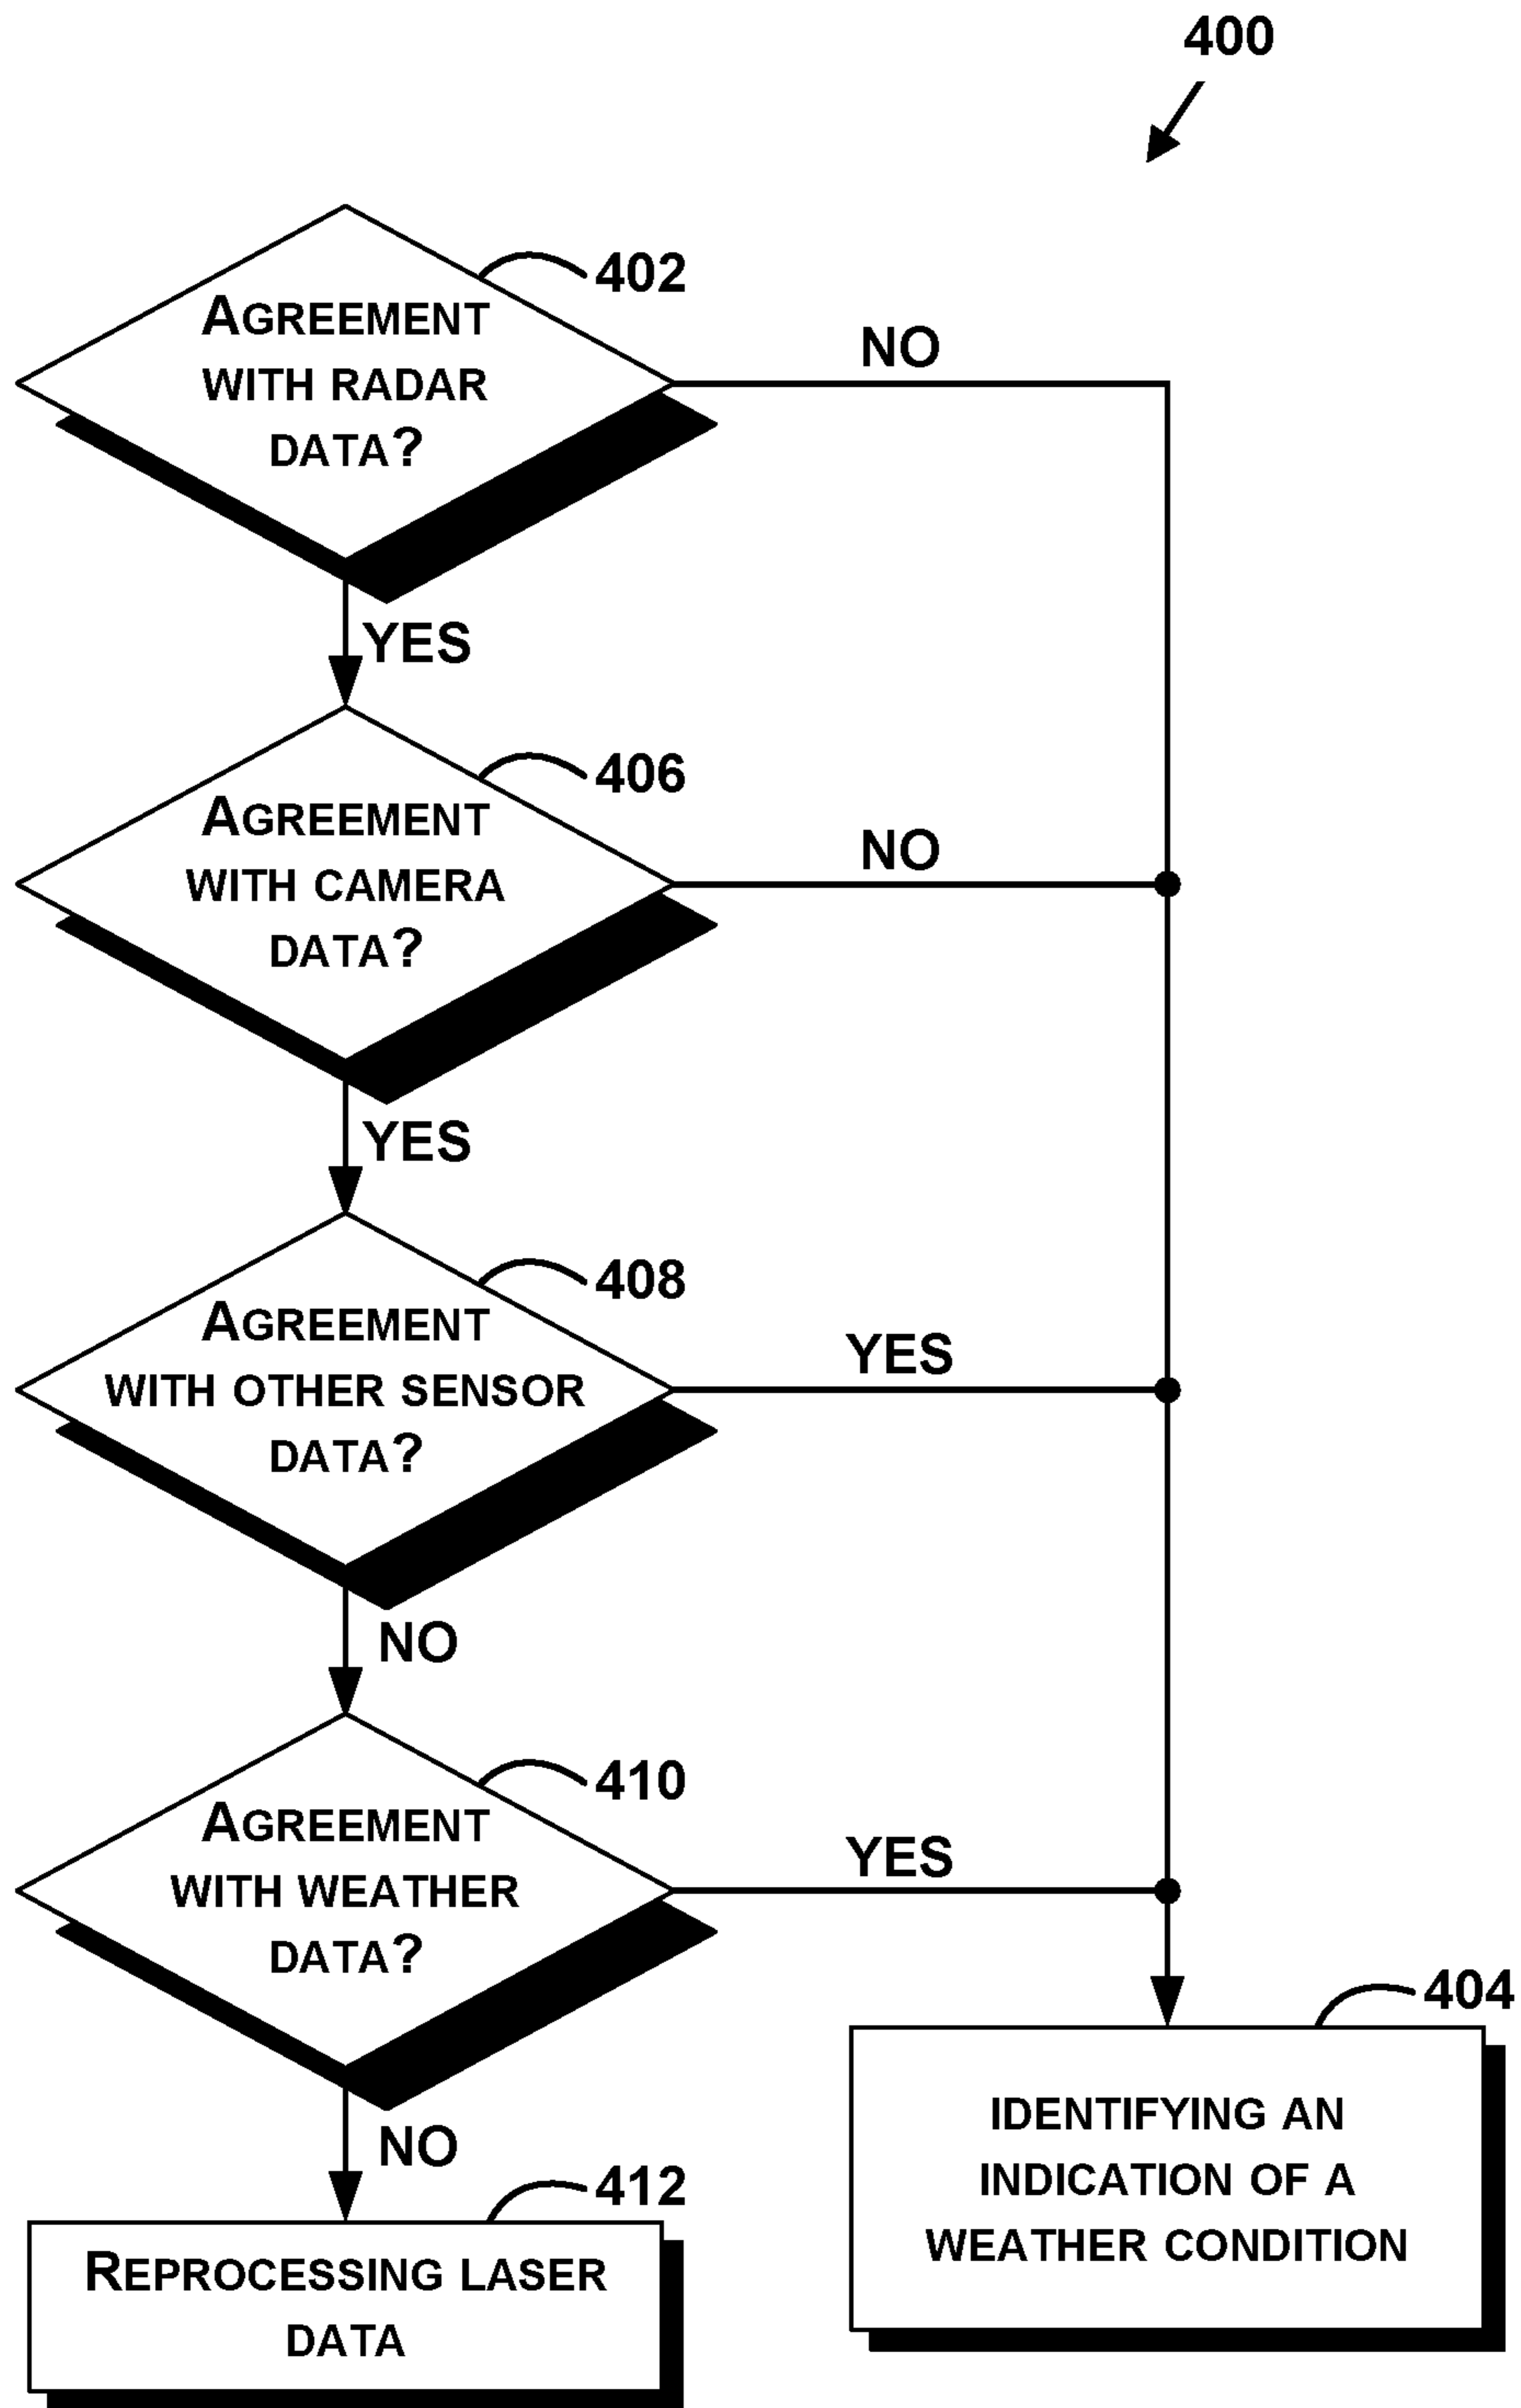 400
402
AGREEMENT
WITH RADAR
DATA?
NO
YES
406
AGREEMENT
WITH CAMERA
DATA?
NO
YES
408
AGREEMENT
WITH OTHER SENSOR
DATA?
YES
NO
410
AGREEMENT
WITH WEATHER
DATA?
YES
NO
404
IDENTIFYING AN
INDICATION OF A
WEATHER CONDITION
412
REPROCESSING LASER
DATA